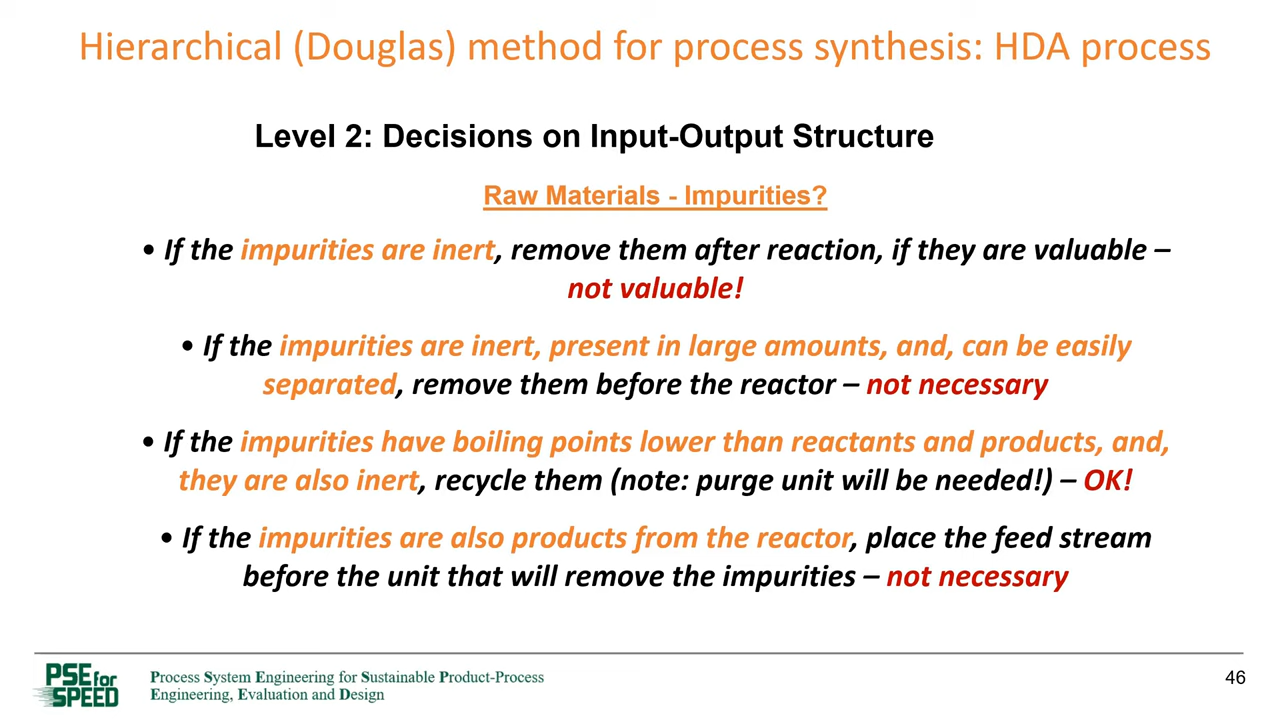 Hierarchical (Douglas) method for process synthesis: HDA process
Level 2: Decisions on Input-Output Structure
Raw Materials - Impurities?
• If the impurities are inert, remove them after reaction, if they are valuable –
not valuable!
• If the impurities are inert, present in large amounts, and, can be easily
separated, remove them before the reactor – not necessary
• If the impurities have boiling points lower than reactants and products, and,
they are also inert, recycle them (note: purge unit will be needed!) – OK!
• If the impurities are also products from the reactor, place the feed stream
before the unit that will remove the impurities – not necessary
PSE for
SPEED
Process System Engineering for Sustainable Product-Process
Engineering, Evaluation and Design
46